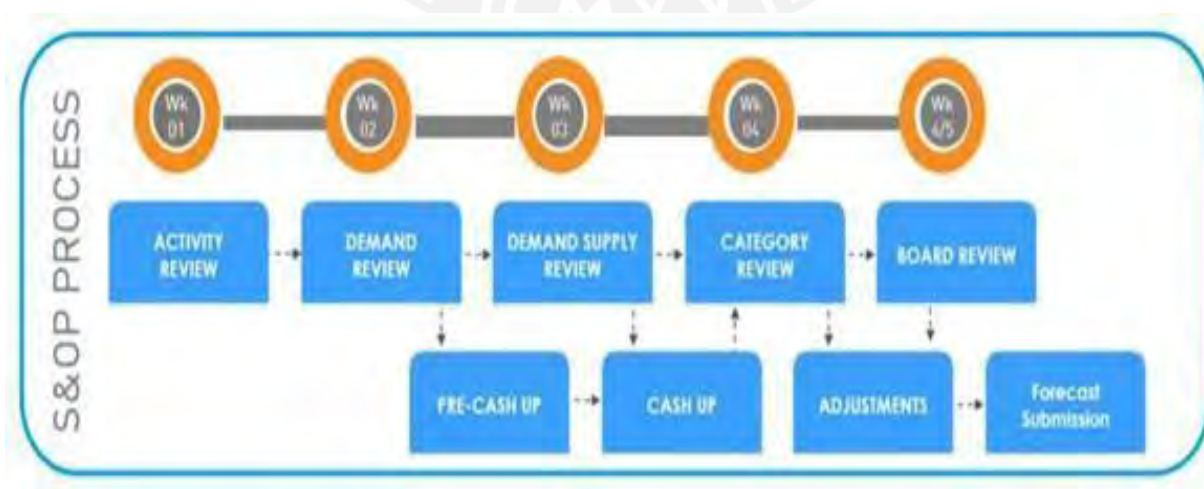 S&OP PROCESS
Wk
01
Wk
02
Wk
03
Wk
04
Wk
4/5
ACTIVITY
REVIEW
DEMAND
REVIEW
DEMAND SUPPLY
REVIEW
CATEGORY
REVIEW
BOARD REVIEW
PRE-CASH UP
CASH UP
ADJUSTMENTS
Forecast
Submission